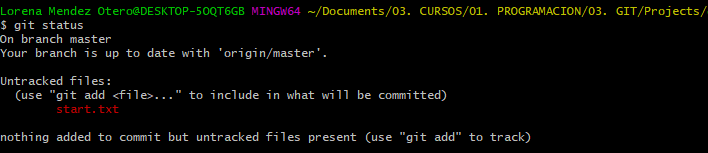 Lorena Mendez Otero@DESKTOP-5OQT6GB MINGW64 ~/Documents/03. CURSOS/01. PROGRAMACION/03. GIT/Projects/
$ git status
On branch master
Your branch is up to date with 'origin/master'.
Untracked files:
(use "git add <file>..." to include in what will be committed)
start.txt
nothing added to commit but untracked files present (use "git add" to track)